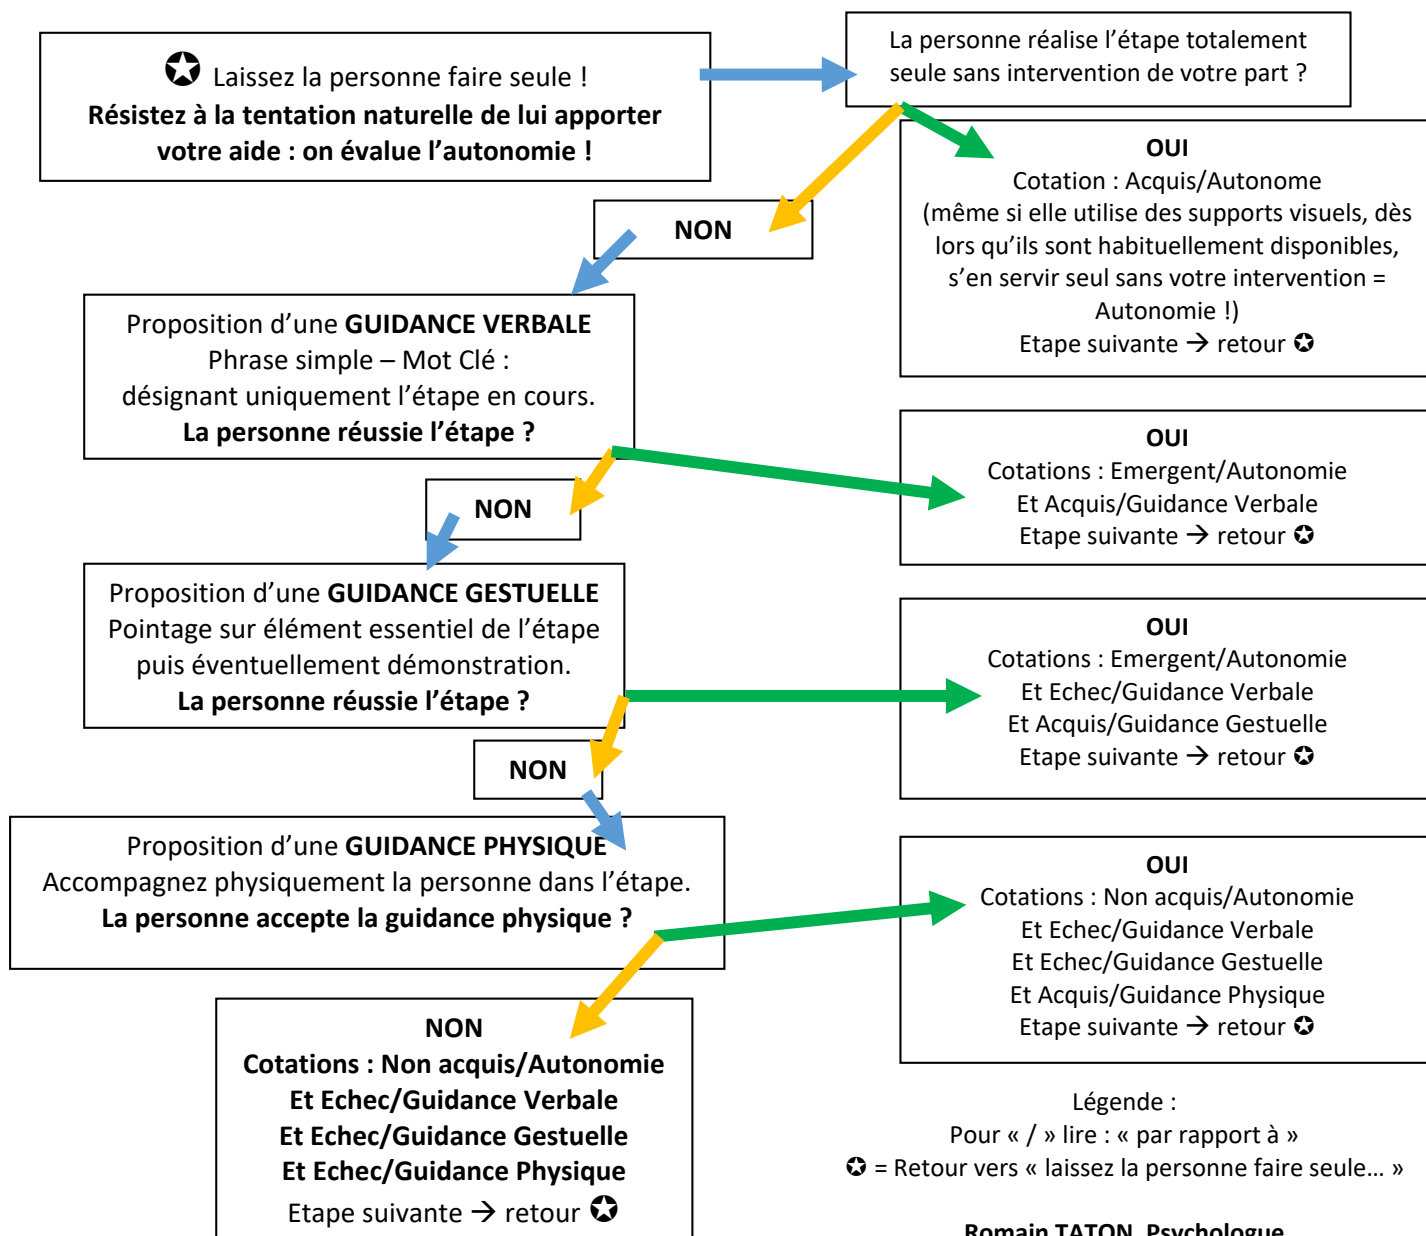 ✪ Laissez la personne faire seule !
Résistez à la tentation naturelle de lui apporter
votre aide : on évalue l’autonomie !
La personne réalise l’étape totalement
seule sans intervention de votre part ?
OUI
Cotation : Acquis/Autonome
(même si elle utilise des supports visuels, dès
lors qu’ils sont habituellement disponibles,
s’en servir seul sans votre intervention =
Autonomie !)
Etape suivante → retour ✪
NON
Proposition d’une GUIDANCE VERBALE
Phrase simple – Mot Clé :
désignant uniquement l’étape en cours.
La personne réussie l’étape ?
OUI
Cotations : Emergent/Autonomie
Et Acquis/Guidance Verbale
Etape suivante → retour ✪
NON
Proposition d’une GUIDANCE GESTUELLE
Pointage sur élément essentiel de l’étape
puis éventuellement démonstration.
La personne réussie l’étape ?
OUI
Cotations : Emergent/Autonomie
Et Echec/Guidance Verbale
Et Acquis/Guidance Gestuelle
Etape suivante → retour ✪
NON
Proposition d’une GUIDANCE PHYSIQUE
Accompagnez physiquement la personne dans l’étape.
La personne accepte la guidance physique ?
OUI
Cotations : Non acquis/Autonomie
Et Echec/Guidance Verbale
Et Echec/Guidance Gestuelle
Et Acquis/Guidance Physique
Etape suivante → retour ✪
NON
Cotations : Non acquis/Autonomie
Et Echec/Guidance Verbale
Et Echec/Guidance Gestuelle
Et Echec/Guidance Physique
Etape suivante → retour ✪
Légende :
Pour « / » lire : « par rapport à »
✪ = Retour vers « laissez la personne faire seule… »
Romain TATON, Psychologue